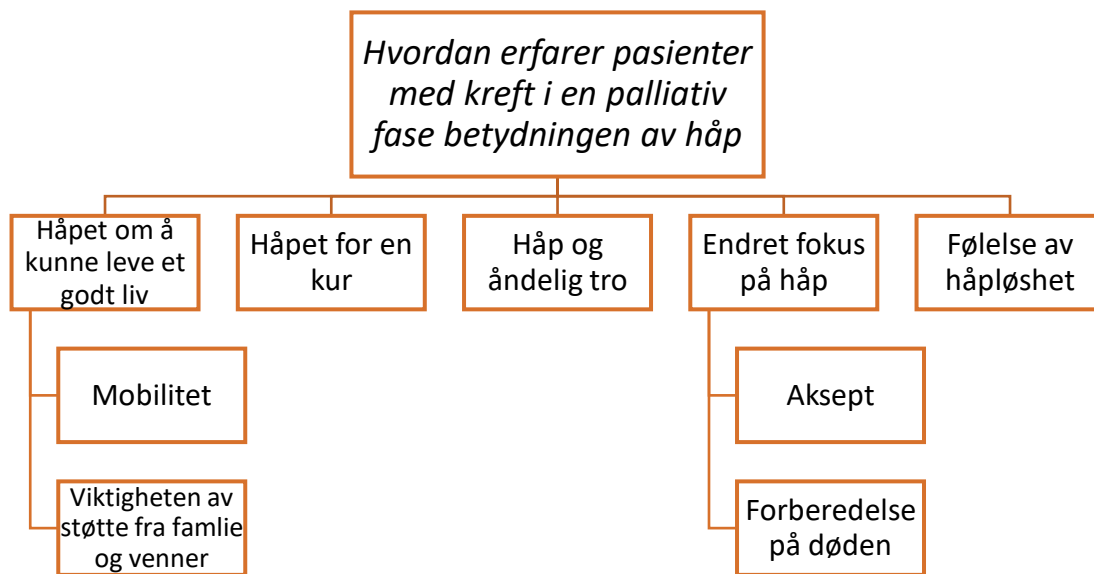 Hvordan erfarer pasienter
med kreft i en palliativ
fase betydningen av håp
Håpet om å
kunne leve et
godt liv
Håpet for en
kur
Håp og
åndelig tro
Endret fokus
på håp
Følelse av
håpløshet
Mobilitet
Viktigheten av
støtte fra famlie
og venner
Aksept
Forberedelse
på døden